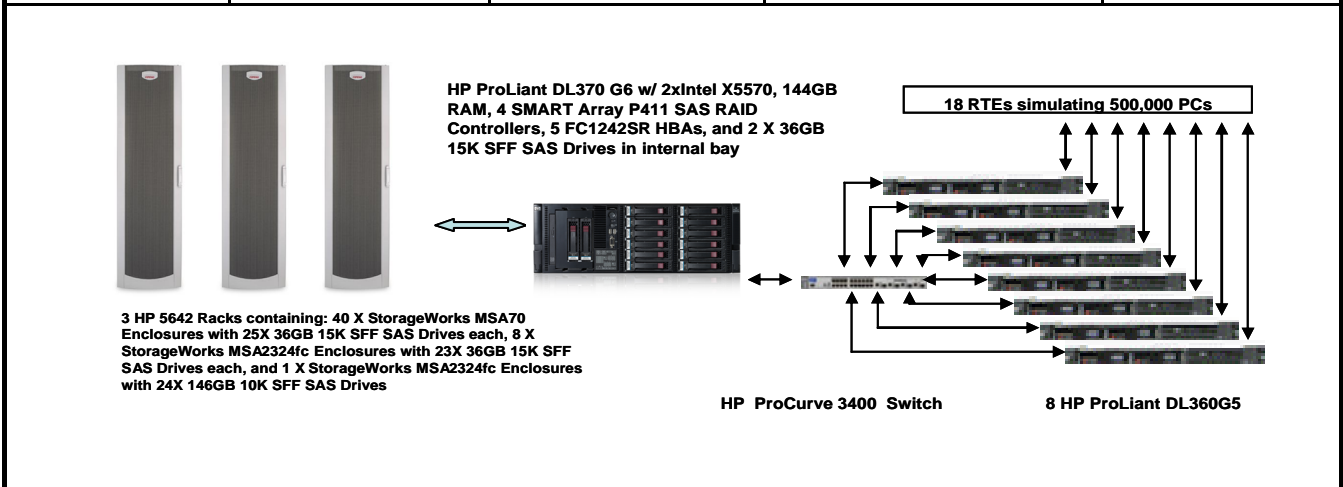 HP ProLiant DL370 G6 w/ 2xIntel X5570, 144GB
RAM, 4 SMART Array P411 SAS RAID
Controllers, 5 FC1242SR HBAs, and 2 X 36GB
15K SFF SAS Drives in internal bay
18 RTEs simulating 500,000 PCs
3 HP 5642 Racks containing: 40 X StorageWorks MSA70
Enclosures with 25X 36GB 15K SFF SAS Drives each, 8 X
StorageWorks MSA2324fc Enclosures with 23X 36GB 15K SFF
SAS Drives each, and 1 X StorageWorks MSA2324fc Enclosures
with 24X 146GB 10K SFF SAS Drives
HP ProCurve 3400 Switch
8 HP ProLiant DL360G5